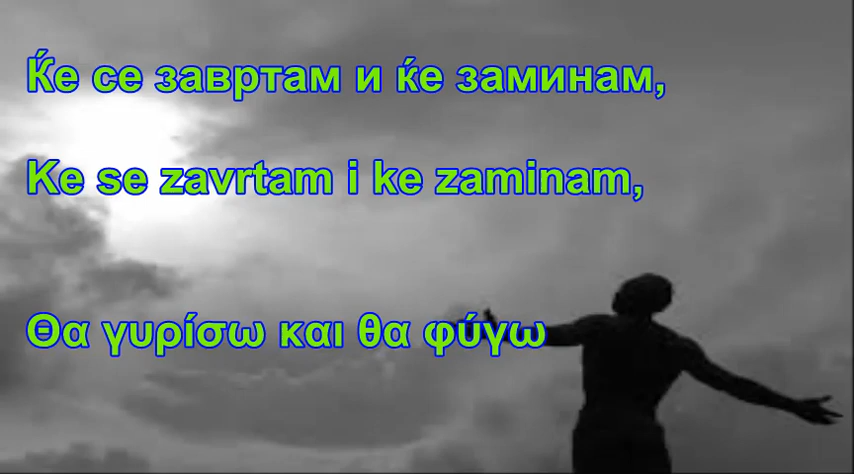 Ќе се завртам и ќе заминам,
Ke se zavrtam i ke zaminam,
Θα γυρίσω και θα φύγω